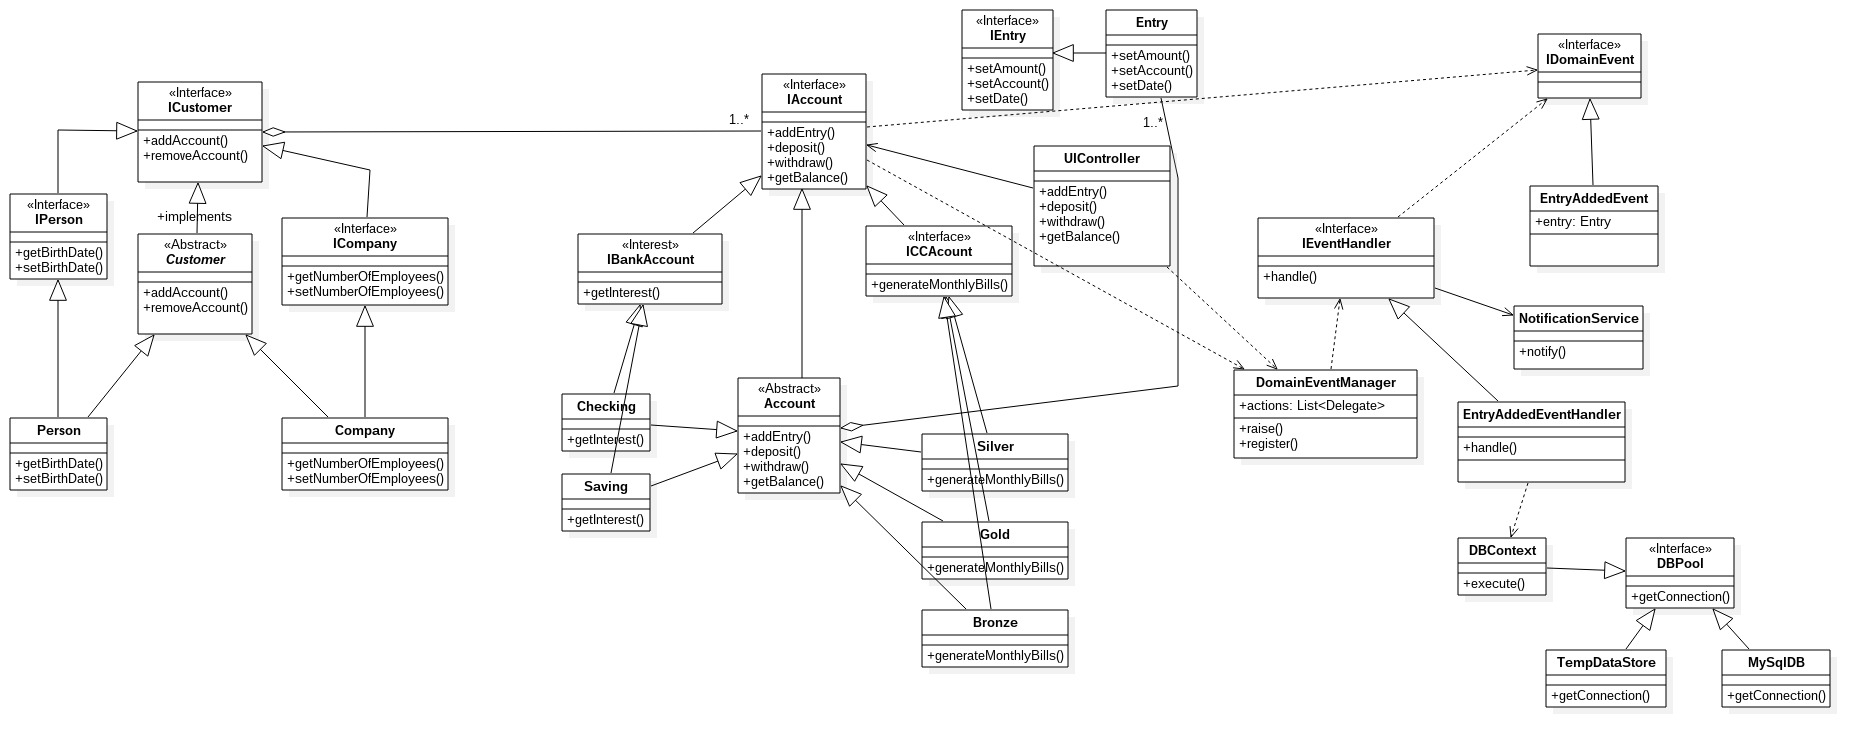 «Interface»
ICustomer
+addAccount()
+removeAccount()
«Interface»
IPerson
+getBirthDate()
+setBirthDate()
+implements
«Abstract»
Customer
+addAccount()
+removeAccount()
«Interface»
ICompany
+getNumberOfEmployees()
+setNumberOfEmployees()
Person
+getBirthDate()
+setBirthDate()
Company
+getNumberOfEmployees()
+setNumberOfEmployees()
1..*
«Interface»
IAccount
+addEntry()
+deposit()
+withdraw()
+getBalance()
«Interest»
IBankAccount
+getInterest()
«Interface»
ICCAcount
+generateMonthlyBills()
Checking
+getInterest()
Saving
+getInterest()
«Abstract»
Account
+addEntry()
+deposit()
+withdraw()
+getBalance()
Silver
+generateMonthlyBills()
Gold
+generateMonthlyBills()
Bronze
+generateMonthlyBills()
«Interface»
IEntry
+setAmount()
+setAccount()
+setDate()
Entry
+setAmount()
+setAccount()
+setDate()
1..*
UIController
+addEntry()
+deposit()
+withdraw()
+getBalance()
«Interface»
IDomainEvent
EntryAddedEvent
+entry: Entry
«Interface»
IEventHandler
+handle()
NotificationService
+notify()
DomainEventManager
+actions: List<Delegate>
+raise()
+register()
EntryAddedEventHandler
+handle()
DBContext
+execute()
«Interface»
DBPool
+getConnection()
TempDataStore
+getConnection()
MySqlDB
+getConnection()